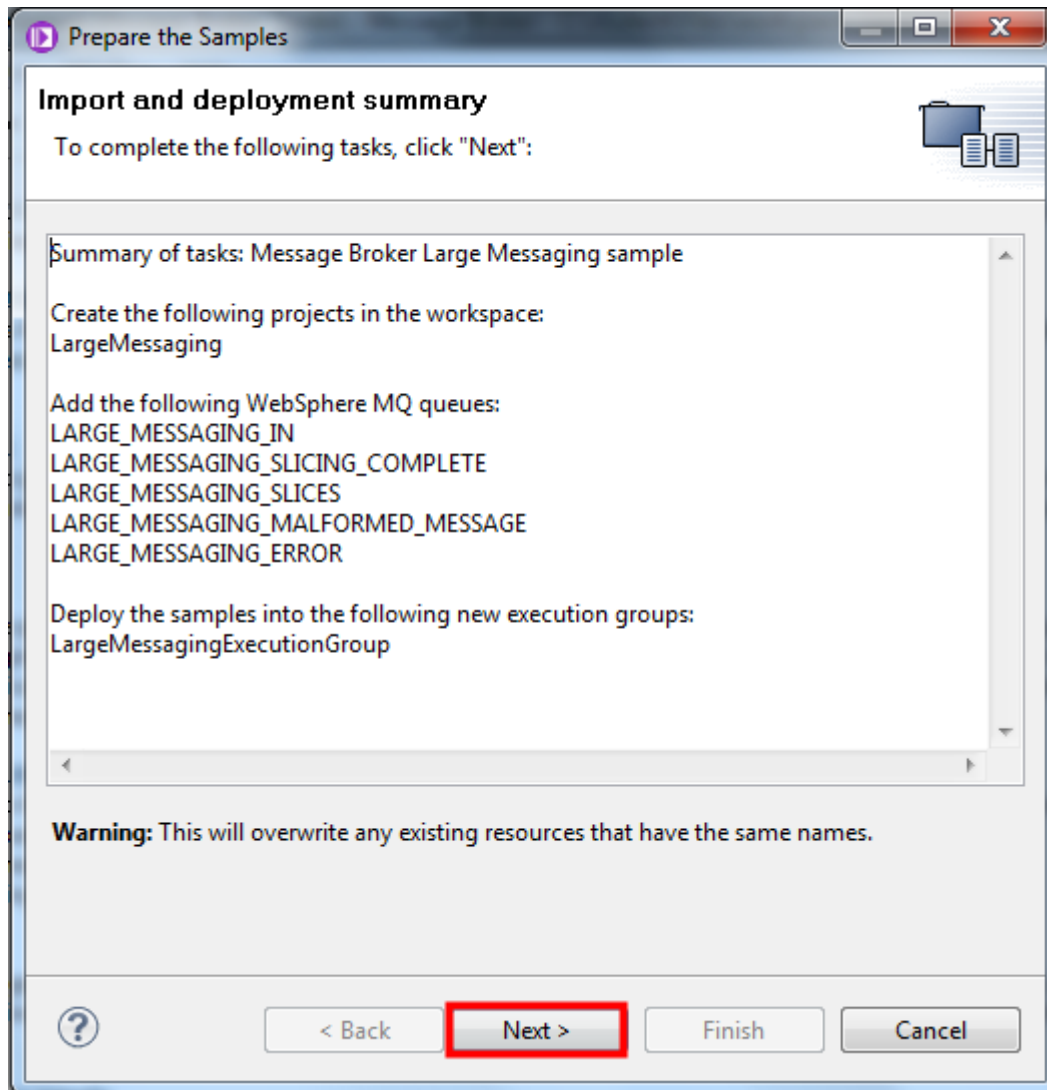 Prepare the Samples
Import and deployment summary
To complete the following tasks, click "Next":
Summary of tasks: Message Broker Large Messaging sample
Create the following projects in the workspace:
LargeMessaging
Add the following WebSphere MQ queues:
LARGE_MESSAGING_IN
LARGE_MESSAGING_SLICING_COMPLETE
LARGE_MESSAGING_SLICES
LARGE_MESSAGING_MALFORMED_MESSAGE
LARGE_MESSAGING_ERROR
Deploy the samples into the following new execution groups:
LargeMessagingExecutionGroup
Warning: This will overwrite any existing resources that have the same names.
? < Back Next > Finish Cancel